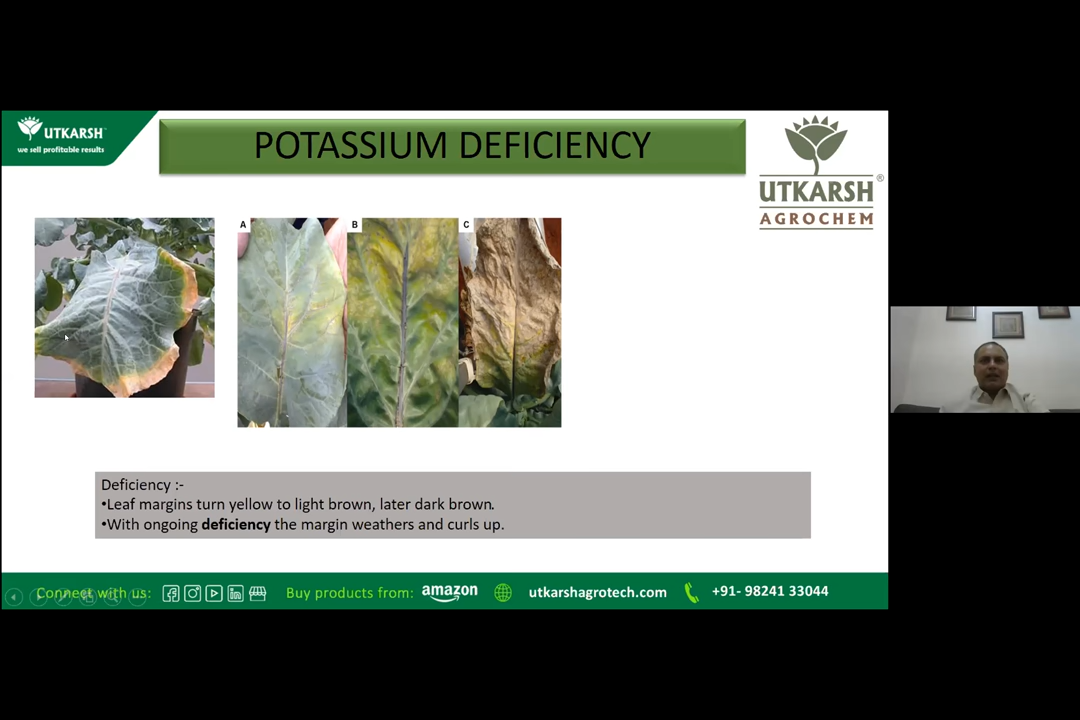 UTKARSH
we sell profitable results
POTASSIUM DEFICIENCY
UTKARSH ®
AGROCHEM
A B C
Deficiency :-
•Leaf margins turn yellow to light brown, later dark brown.
•With ongoing deficiency the margin weathers and curls up.
Connect with us: Buy products from: amazon utkarshagrotech.com +91- 98241 33044